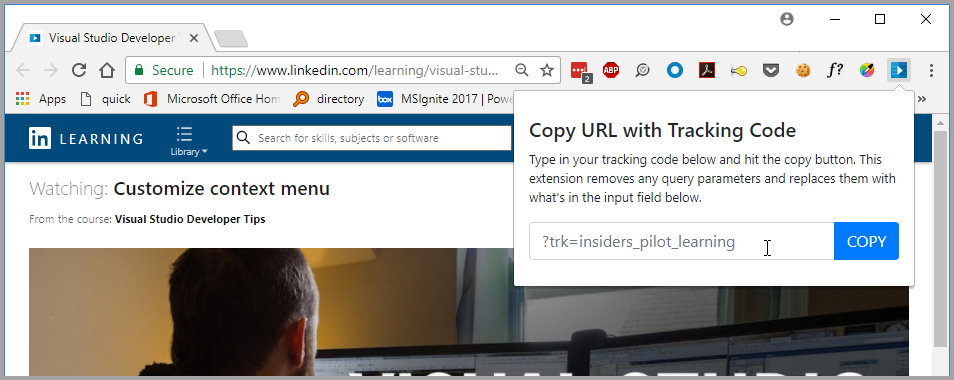 Visual Studio Developer
Secure
https://www.linkedin.com/learning/visual-stu...
2
ABP
f?
Apps
quick
Microsoft Office Hom
directory
box
MSIgnite 2017 | Pow
»
in LEARNING
Library
Search for skills, subjects or software
Watching: Customize context menu
From the course: Visual Studio Developer Tips
Copy URL with Tracking Code
Type in your tracking code below and hit the copy button. This
extension removes any query parameters and replaces them with
what's in the input field below.
?trk=insiders_pilot_learning
COPY